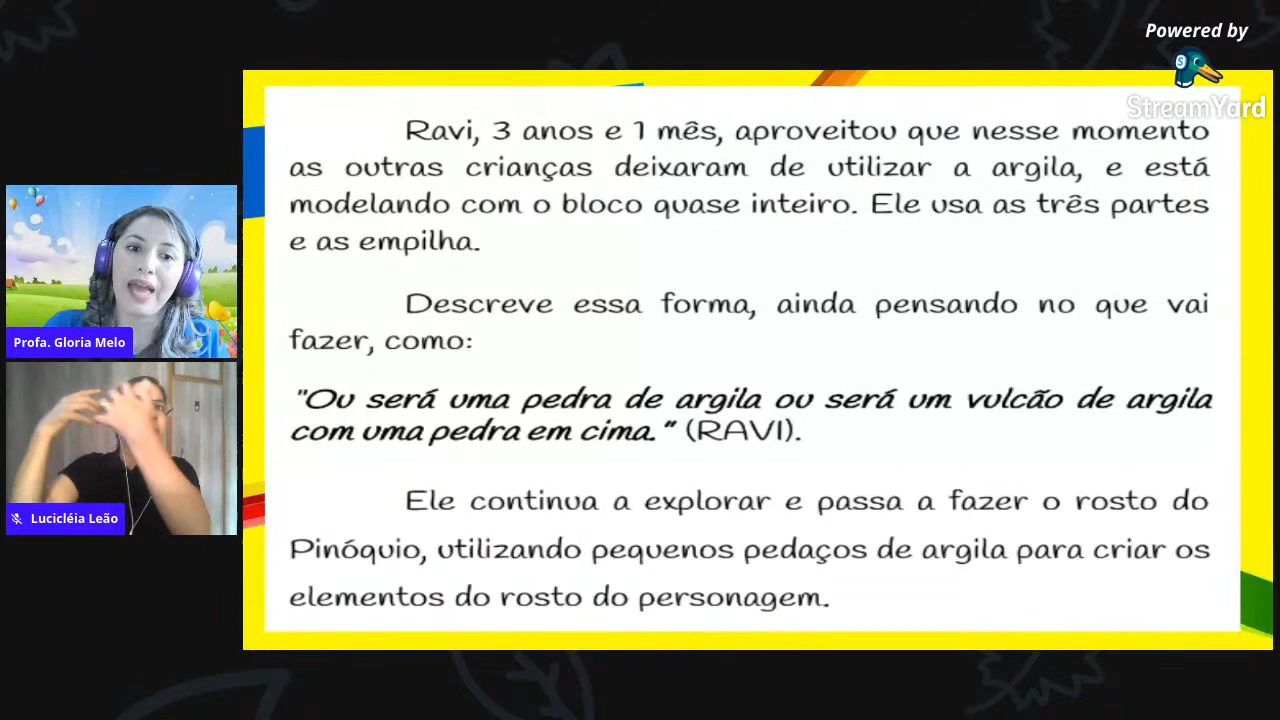 Powered by
StreamYard
Ravi, 3 anos e 1 mês, aproveitou que nesse momento
as outras crianças deixaram de utilizar a argila, e está
modelando com o bloco quase inteiro. Ele usa as três partes
e as empilha.
Descreve essa forma, ainda pensando no que vai
fazer, como:
"Ou será uma pedra de argila ou será um vulcão de argila
com uma pedra em cima." (RAVI).
Ele continua a explorar e passa a fazer o rosto do
Pinóquio, utilizando pequenos pedaços de argila para criar os
elementos do rosto do personagem.
Profa. Gloria Melo
Lucicléia Leão